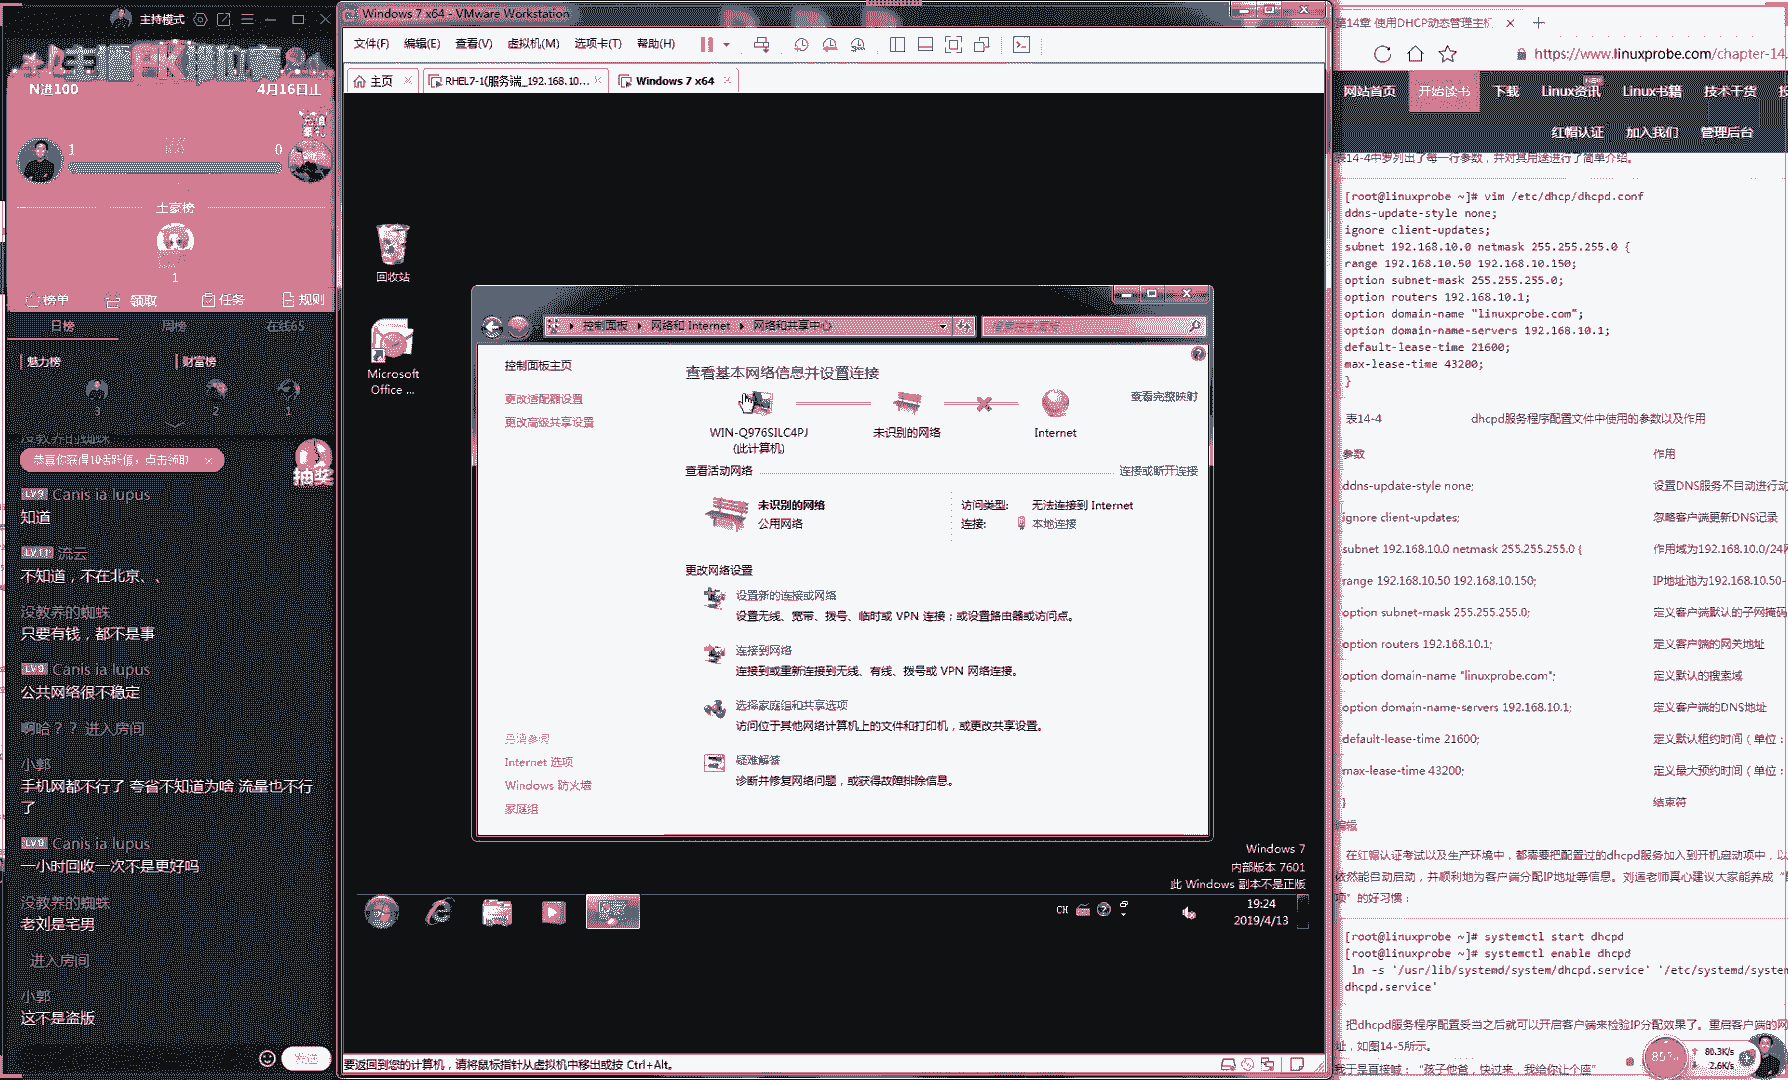 主持模式
N进100
4月16日止
1
0
土豪榜
1
榜单
领取
任务
规则
日榜
周榜
在线65
魅力榜
财富榜
3
2
1
恭喜你获得10活跃值，点击领取
抽奖
LV9 Canis ia lupus
知道
LV11 流云
不知道，不在北京、、
没教养的蜘蛛
只要有钱，都不是事
LV9 Canis ia lupus
公共网络很不稳定
啊哈？？ 进入房间
小郭
手机网都不行了 夸省不知道为啥 流量也不行
了
LV9 Canis ia lupus
一小时回收一次不是更好吗
没教养的蜘蛛
老刘是宅男
进入房间
小郭
这不是盗版
发送
Windows 7 x64 - VMware Workstation
文件(F) 编辑(E) 查看(V) 虚拟机(M) 选项卡(T) 帮助(H)
主页
RHEL7-1(服务端_192.168.10...
Windows 7 x64
回收站
Microsoft
Office ...
控制面板 网络和 Internet 网络和共享中心
控制面板主页
更改适配器设置
更改高级共享设置
查看基本网络信息并设置连接
查看完整映射
WIN-Q976SILC4PJ
(此计算机)
未识别的网络
Internet
查看活动网络
连接或断开连接
未识别的网络
公用网络
访问类型: 无法连接到 Internet
连接: 本地连接
更改网络设置
设置新的连接或网络
设置无线、宽带、拨号、临时或 VPN 连接；或设置路由器或访问点。
连接到网络
连接到或重新连接到无线、有线、拨号或 VPN 网络连接。
选择家庭组和共享选项
访问位于其他网络计算机上的文件和打印机，或更改共享设置。
疑难解答
诊断并修复网络问题，或获得故障排除信息。
另请参阅
Internet 选项
Windows 防火墙
家庭组
Windows 7
内部版本 7601
此 Windows 副本不是正版
CH
19:24
2019/4/13
要返回到您的计算机，请将鼠标指针从虚拟机中移出或按 Ctrl+Alt。
第14章 使用DHCP动态管理主机
https://www.linuxprobe.com/chapter-14.
网站首页
开始读书
下载
Linux资讯
Linux书籍
技术干货
红帽认证
加入我们
管理后台
表14-4中罗列出了每一行参数，并对其用途进行了简单介绍。
[root@linuxprobe ~]# vim /etc/dhcp/dhcpd.conf
ddns-update-style none;
ignore client-updates;
subnet 192.168.10.0 netmask 255.255.255.0 {
range 192.168.10.50 192.168.10.150;
option subnet-mask 255.255.255.0;
option routers 192.168.10.1;
option domain-name "linuxprobe.com";
option domain-name-servers 192.168.10.1;
default-lease-time 21600;
max-lease-time 43200;
}
表14-4 dhcpd服务程序配置文件中使用的参数以及作用
参数 作用
ddns-update-style none; 设置DNS服务不自动进行动
ignore client-updates; 忽略客户端更新DNS记录
subnet 192.168.10.0 netmask 255.255.255.0 { 作用域为192.168.10.0/24网
range 192.168.10.50 192.168.10.150; IP地址池为192.168.10.50-
option subnet-mask 255.255.255.0; 定义客户端默认的子网掩码
option routers 192.168.10.1; 定义客户端的网关地址
option domain-name "linuxprobe.com"; 定义默认的搜索域
option domain-name-servers 192.168.10.1; 定义客户端的DNS地址
default-lease-time 21600; 定义默认租约时间（单位：
max-lease-time 43200; 定义最大预约时间（单位：
} 结束符
编辑
在红帽认证考试以及生产环境中，都需要把配置过的dhcpd服务加入到开机启动项中，以
依然能自动启动，并顺利地为客户端分配IP地址等信息。刘遄老师真心建议大家能养成“
项”的好习惯：
[root@linuxprobe ~]# systemctl start dhcpd
[root@linuxprobe ~]# systemctl enable dhcpd
ln -s '/usr/lib/systemd/system/dhcpd.service' '/etc/systemd/system
dhcpd.service'
把dhcpd服务程序配置妥当之后就可以开启客户端来检验IP分配效果了。重启客户端的网
址，如图14-5所示。
我于是直接喊：“孩子他爸，快过来，我给你让个座”
80.3K/s
2.6K/s